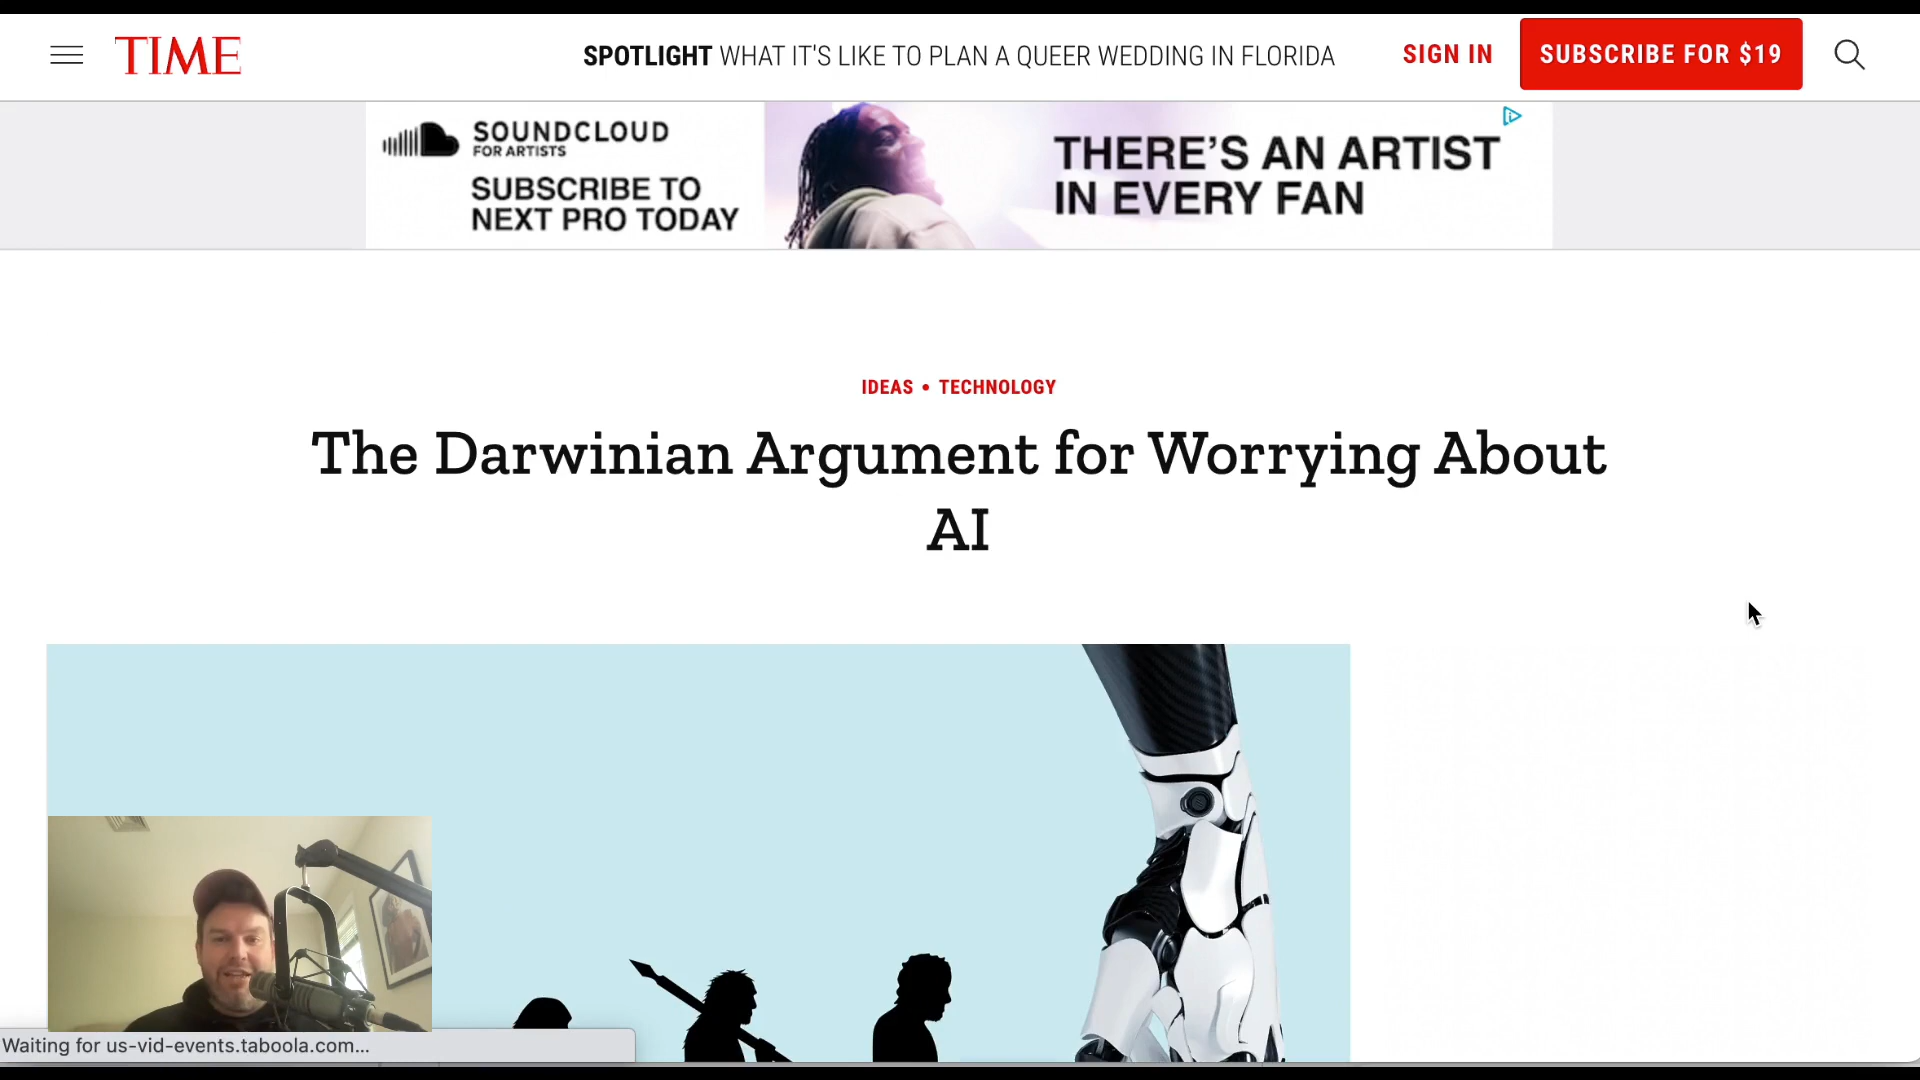 TIME
SPOTLIGHT WHAT IT'S LIKE TO PLAN A QUEER WEDDING IN FLORIDA
SIGN IN
SUBSCRIBE FOR $19
SOUNDCLOUD
FOR ARTISTS
SUBSCRIBE TO
NEXT PRO TODAY
THERE'S AN ARTIST
IN EVERY FAN
IDEAS • TECHNOLOGY
The Darwinian Argument for Worrying About
AI
Waiting for us-vid-events.taboola.com...